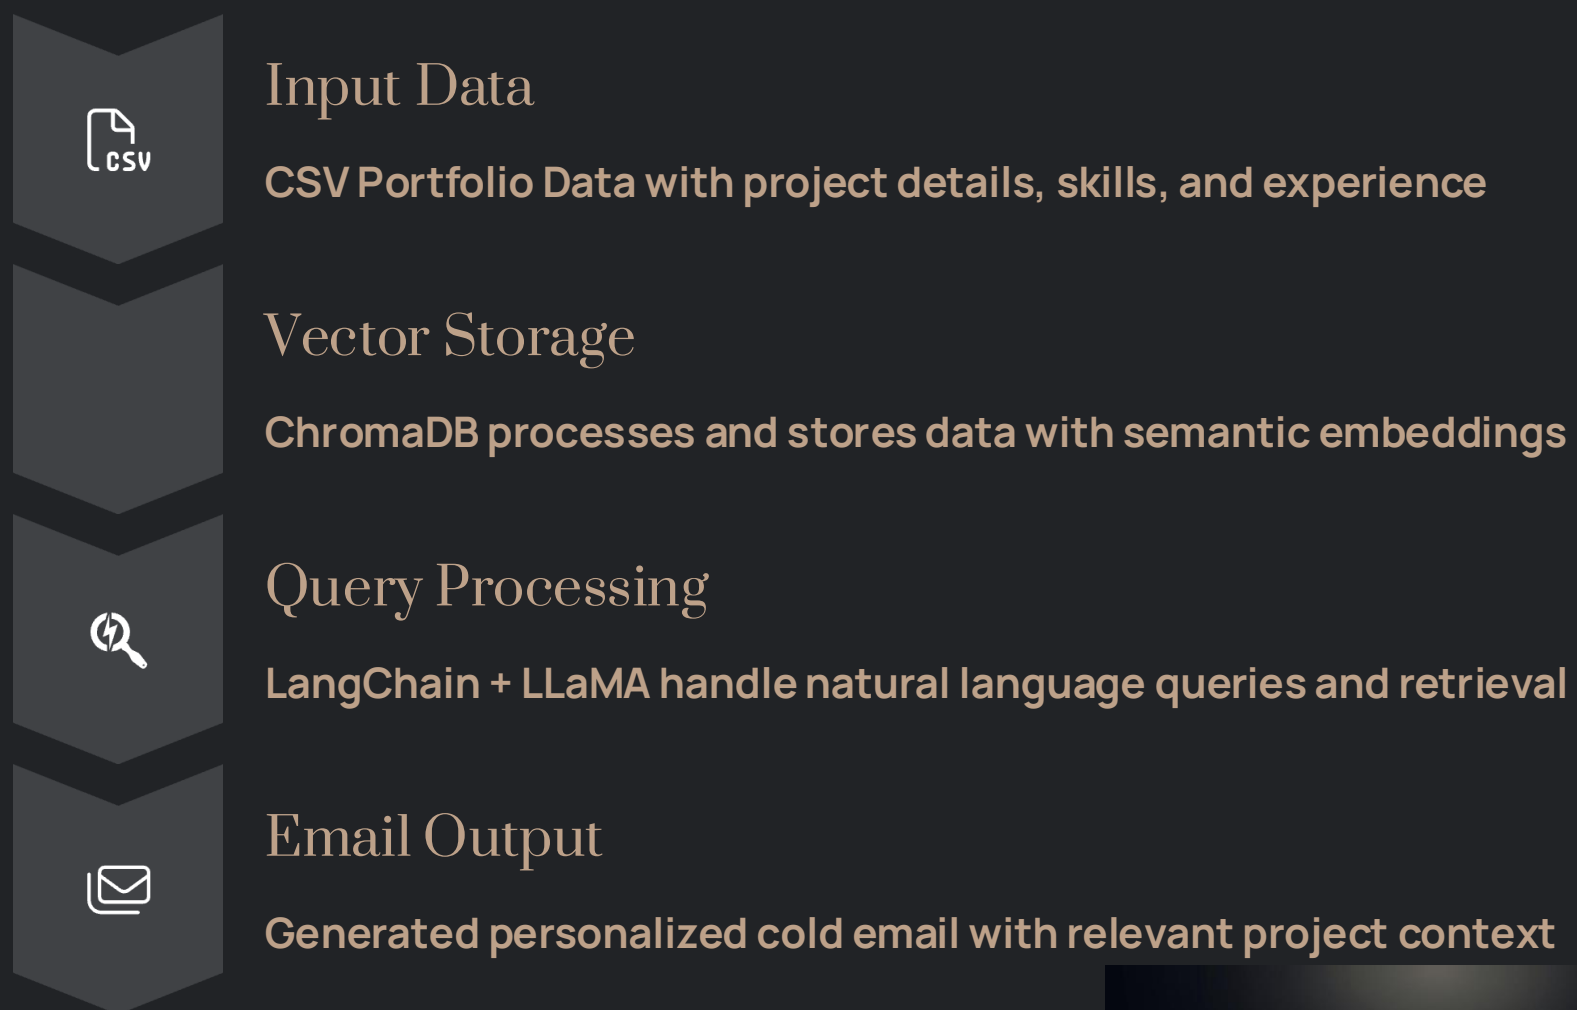 CSV
Input Data
CSV Portfolio Data with project details, skills, and experience
Vector Storage
ChromaDB processes and stores data with semantic embeddings
Query Processing
LangChain + LLaMA handle natural language queries and retrieval
Email Output
Generated personalized cold email with relevant project context